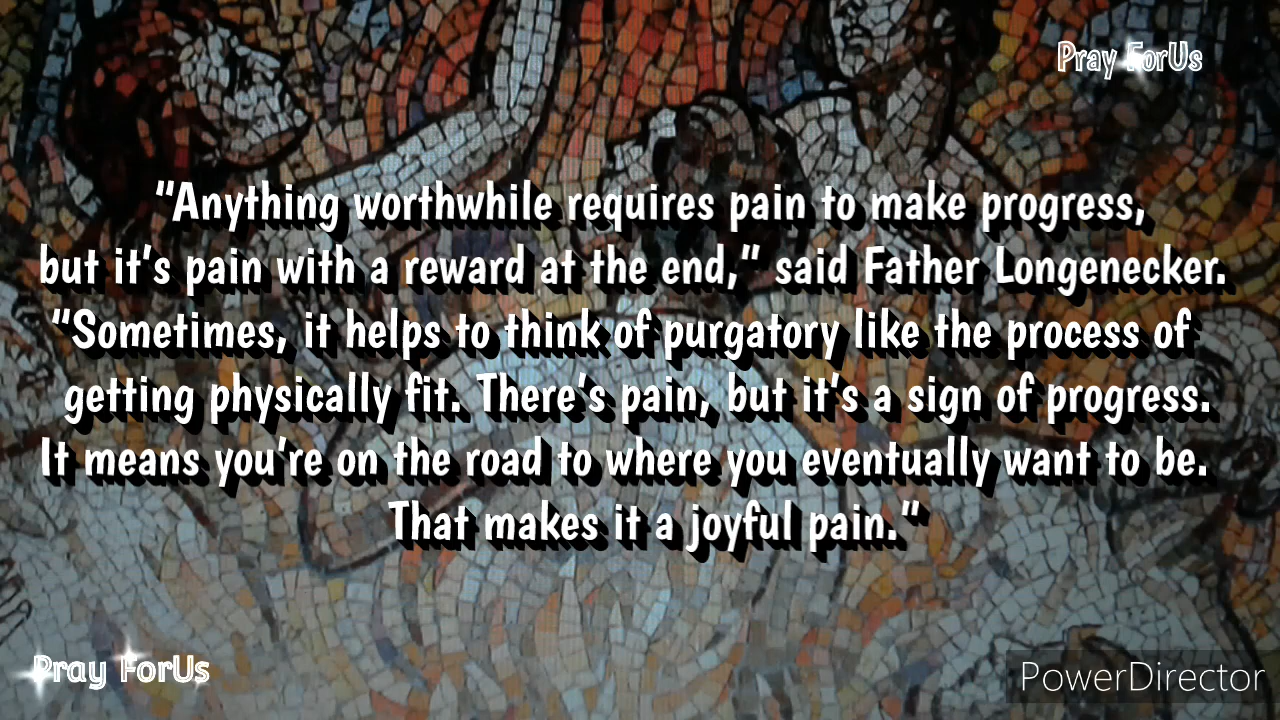 Pray ForUs
“Anything worthwhile requires pain to make progress,
but it’s pain with a reward at the end,” said Father Longenecker.
“Sometimes, it helps to think of purgatory like the process of
getting physically fit. There’s pain, but it’s a sign of progress.
It means you’re on the road to where you eventually want to be.
That makes it a joyful pain.”
Pray ForUs
PowerDirector